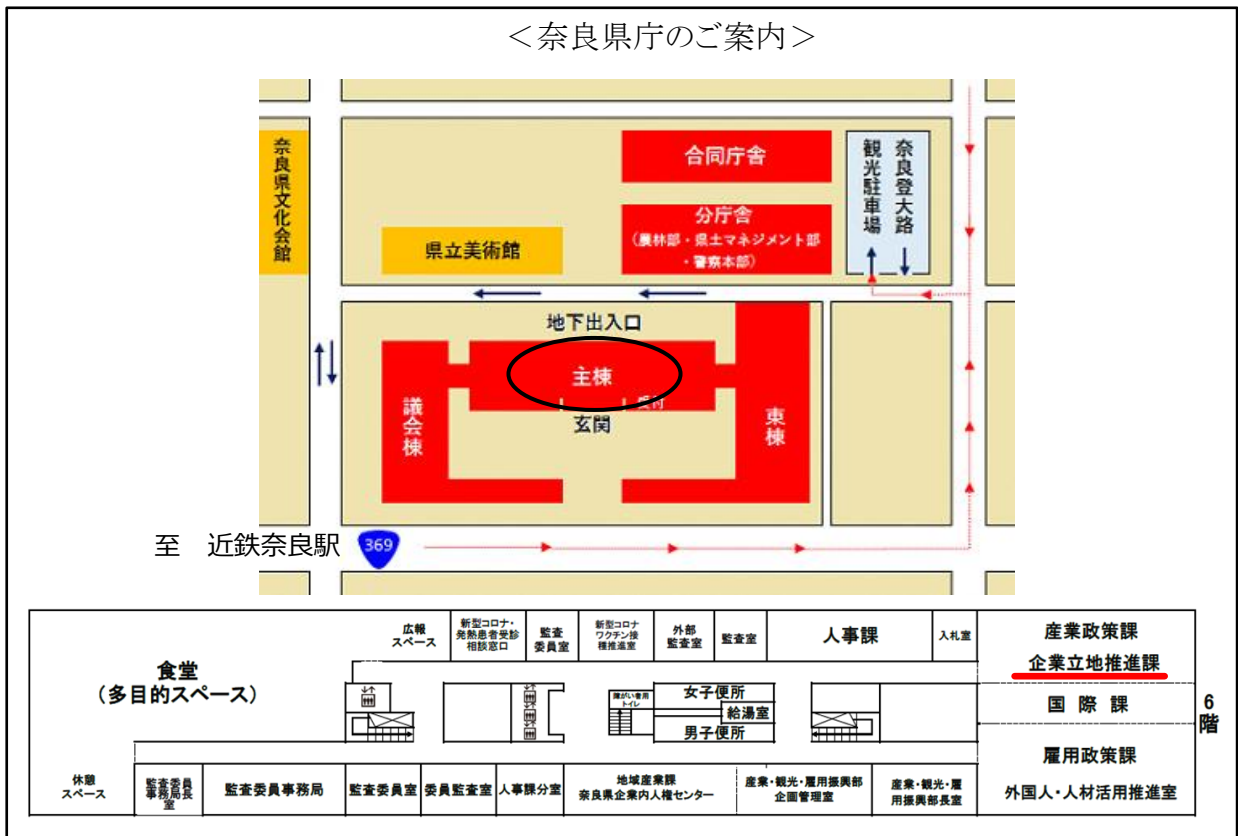 ＜奈良県庁のご案内＞
奈良県文化会館
合同庁舎
分庁舎
（農林部・県土マネジメント部
・警察本部）
県立美術館
奈良登大路
観光駐車場
地下出入口
主棟
受付
玄関
議会棟
東棟
至　近鉄奈良駅
369
食堂
（多目的スペース）
広報
スペース
新型コロナ・
発熱患者受診
相談窓口
監査
委員室
新型コロナ
ワクチン接
種推進室
外部
監査室
監査室
人事課
入札室
産業政策課
企業立地推進課
国際課
雇用政策課
外国人・人材活用推進室
6
階
障がい者用
トイレ
女子便所
給湯室
男子便所
休憩
スペース
監査委員
事務局長
室
監査委員事務局
監査委員室
委員監査室
人事課分室
地域産業課
奈良県企業内人権センター
産業・観光・雇用振興部
企画管理室
産業・観光・雇
用振興部長室